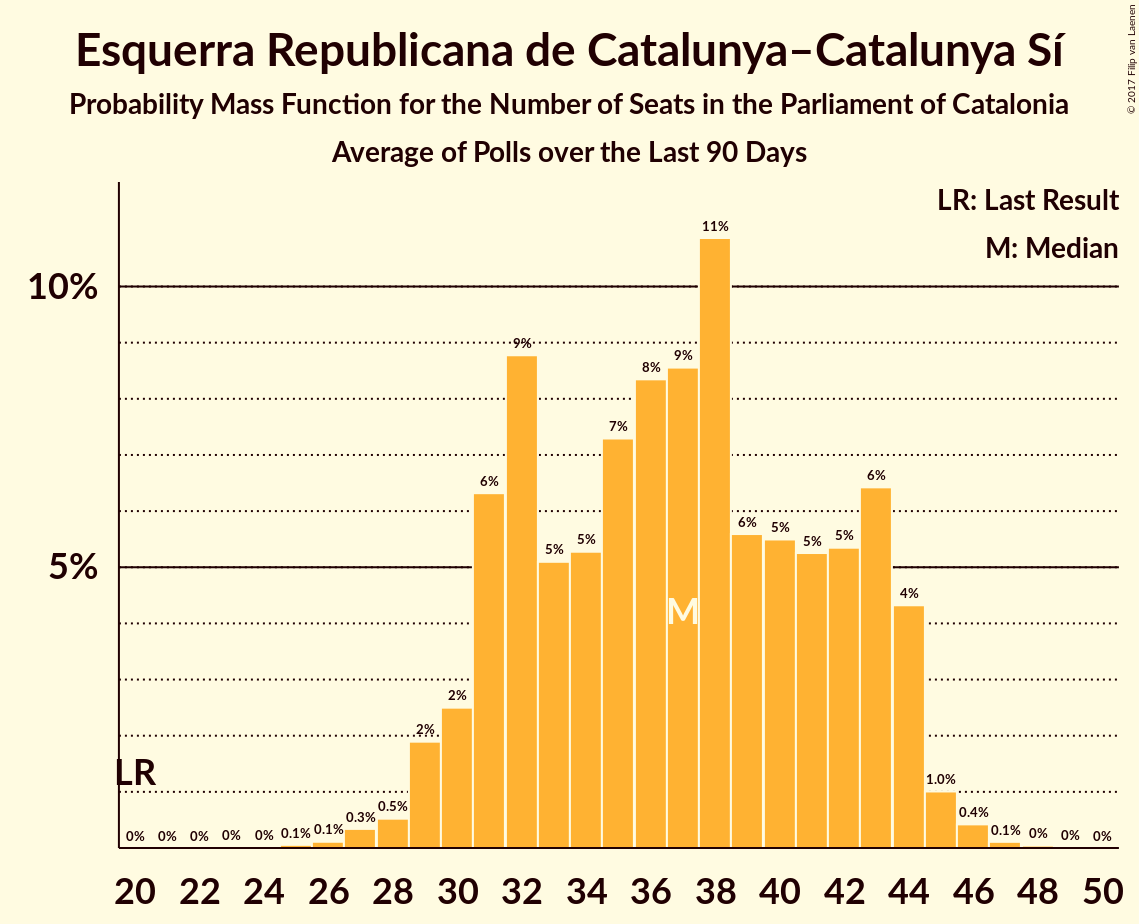 Esquerra Republicana de Catalunya–Catalunya Sí
Probability Mass Function for the Number of Seats in the Parliament of Catalonia
Average of Polls over the Last 90 Days
© 2017 Filip van Laenen
LR: Last Result
M: Median
11%
10%
9%
9%
8%
7%
6%
6%
6%
5%
5%
5%
5%
5%
5%
4%
M
2%
2%
LR
1.0%
0.5%
0.4%
0.3%
0% 0% 0% 0% 0% 0.1% 0.1% 0.1% 0% 0% 0%
20 22 24 26 28 30 32 34 36 38 40 42 44 46 48 50